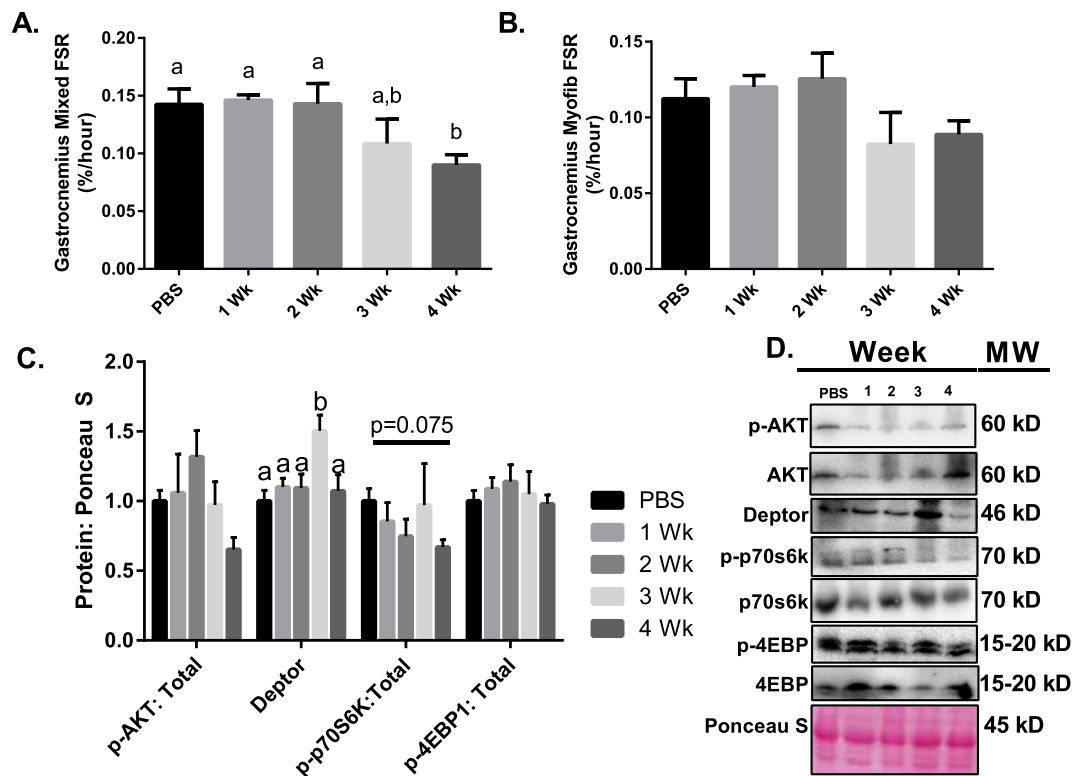 A.
Gastrocnemius Mixed FSR
(%/hour)
0.20
0.15
0.10
0.05
0.00
a
a
a
a,b
b
PBS
1 Wk
2 Wk
3 Wk
4 Wk
B.
Gastrocnemius Myofib FSR
(%/hour)
0.15
0.10
0.05
0.00
PBS
1 Wk
2 Wk
3 Wk
4 Wk
C.
Protein: Ponceau S
2.0
1.5
1.0
0.5
0.0
a
a
a
b
a
p=0.075
p-AKT: Total
Deptor
p-p70S6K:Total
p-4EBP1: Total
PBS
1 Wk
2 Wk
3 Wk
4 Wk
D.
Week MW
PBS 1 2 3 4
p-AKT 60 kD
AKT 60 kD
Deptor 46 kD
p-p70s6k 70 kD
p70s6k 70 kD
p-4EBP 15-20 kD
4EBP 15-20 kD
Ponceau S 45 kD